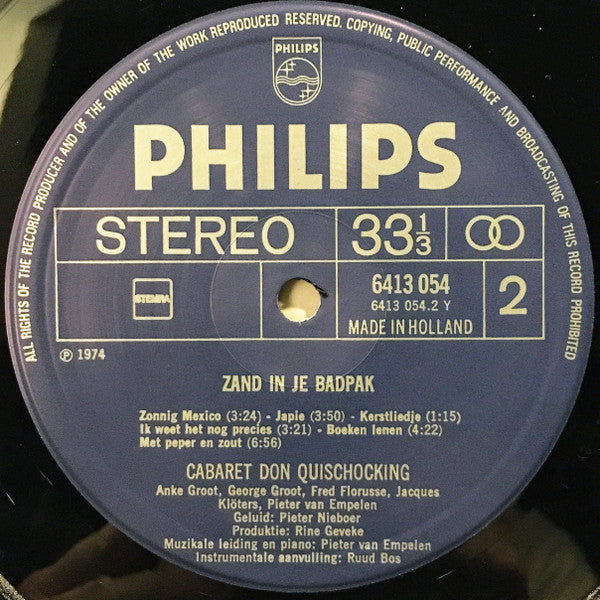 ALL RIGHTS OF THE RECORD PRODUCER AND OF THE OWNER OF THE WORK REPRODUCED RESERVED. COPYING, PUBLIC PERFORMANCE AND BROADCASTING OF THIS RECORD PROHIBITED
PHILIPS
PHILIPS
STEREO 33 1/3
STEMRA
6413 054
6413 054.2 Y
MADE IN HOLLAND
2
℗ 1974
ZAND IN JE BADPAK
Zonnig Mexico (3:24) - Japie (3:50) - Kerstliedje (1:15)
Ik weet het nog precies (3:21) - Boeken lenen (4:22)
Met peper en zout (6:56)
CABARET DON QUISCHOCKING
Anke Groot, George Groot, Fred Florusse, Jacques
Klöters, Pieter van Empelen
Geluid: Pieter Nieboer
Produktie: Rine Geveke
Muzikale leiding en piano: Pieter van Empelen
Instrumentale aanvulling: Ruud Bos